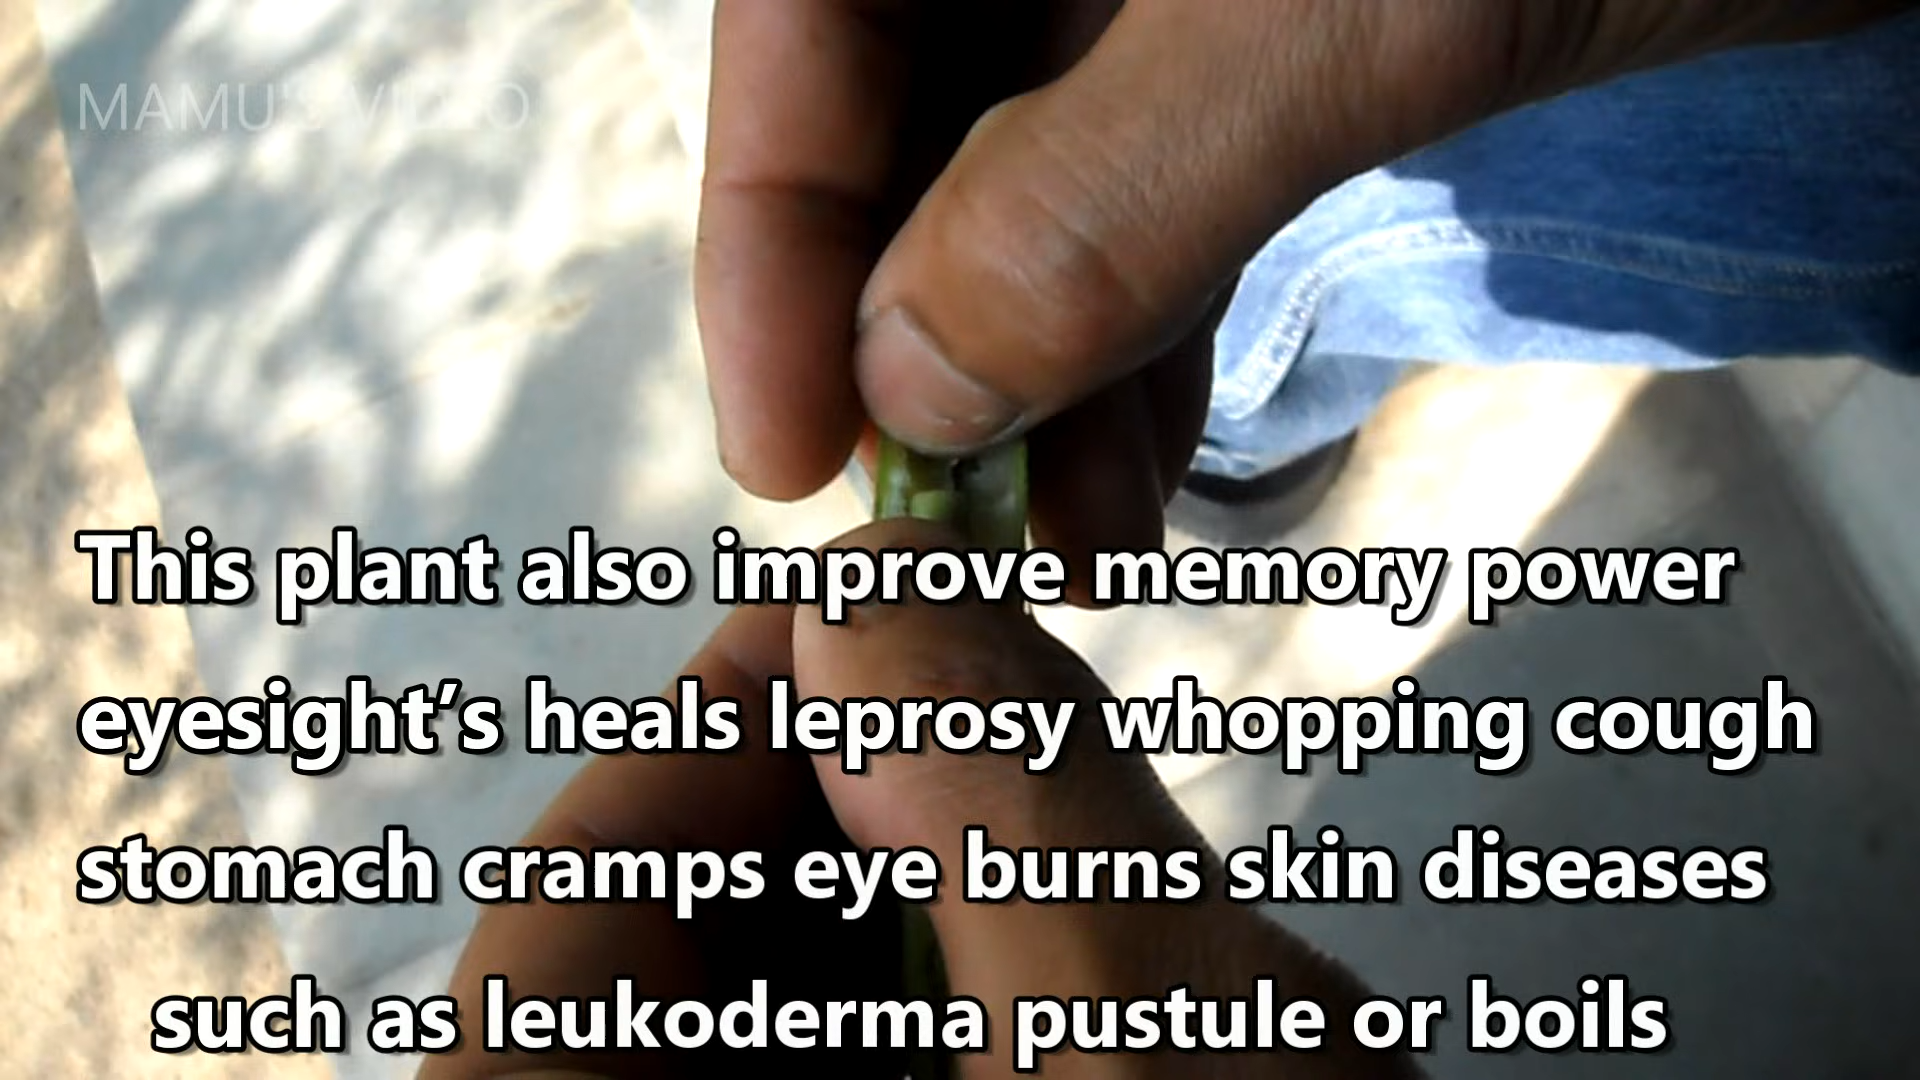 MAMU'S VIDEO
This plant also improve memory power
eyesight’s heals leprosy whopping cough
stomach cramps eye burns skin diseases
such as leukoderma pustule or boils